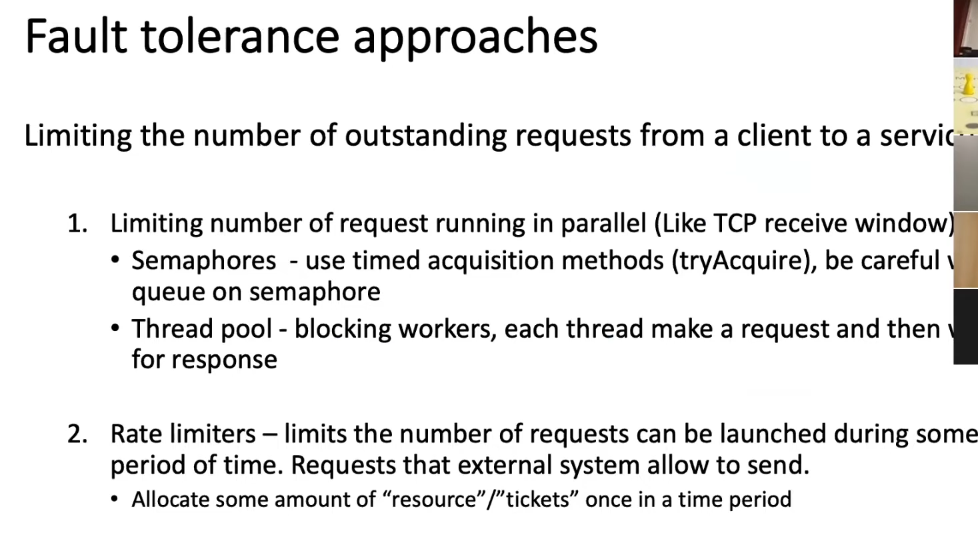 Fault tolerance approaches
Limiting the number of outstanding requests from a client to a servic
1. Limiting number of request running in parallel (Like TCP receive window)
• Semaphores - use timed acquisition methods (tryAcquire), be careful
queue on semaphore
• Thread pool - blocking workers, each thread make a request and then
for response
2. Rate limiters – limits the number of requests can be launched during some
period of time. Requests that external system allow to send.
• Allocate some amount of “resource”/”tickets” once in a time period